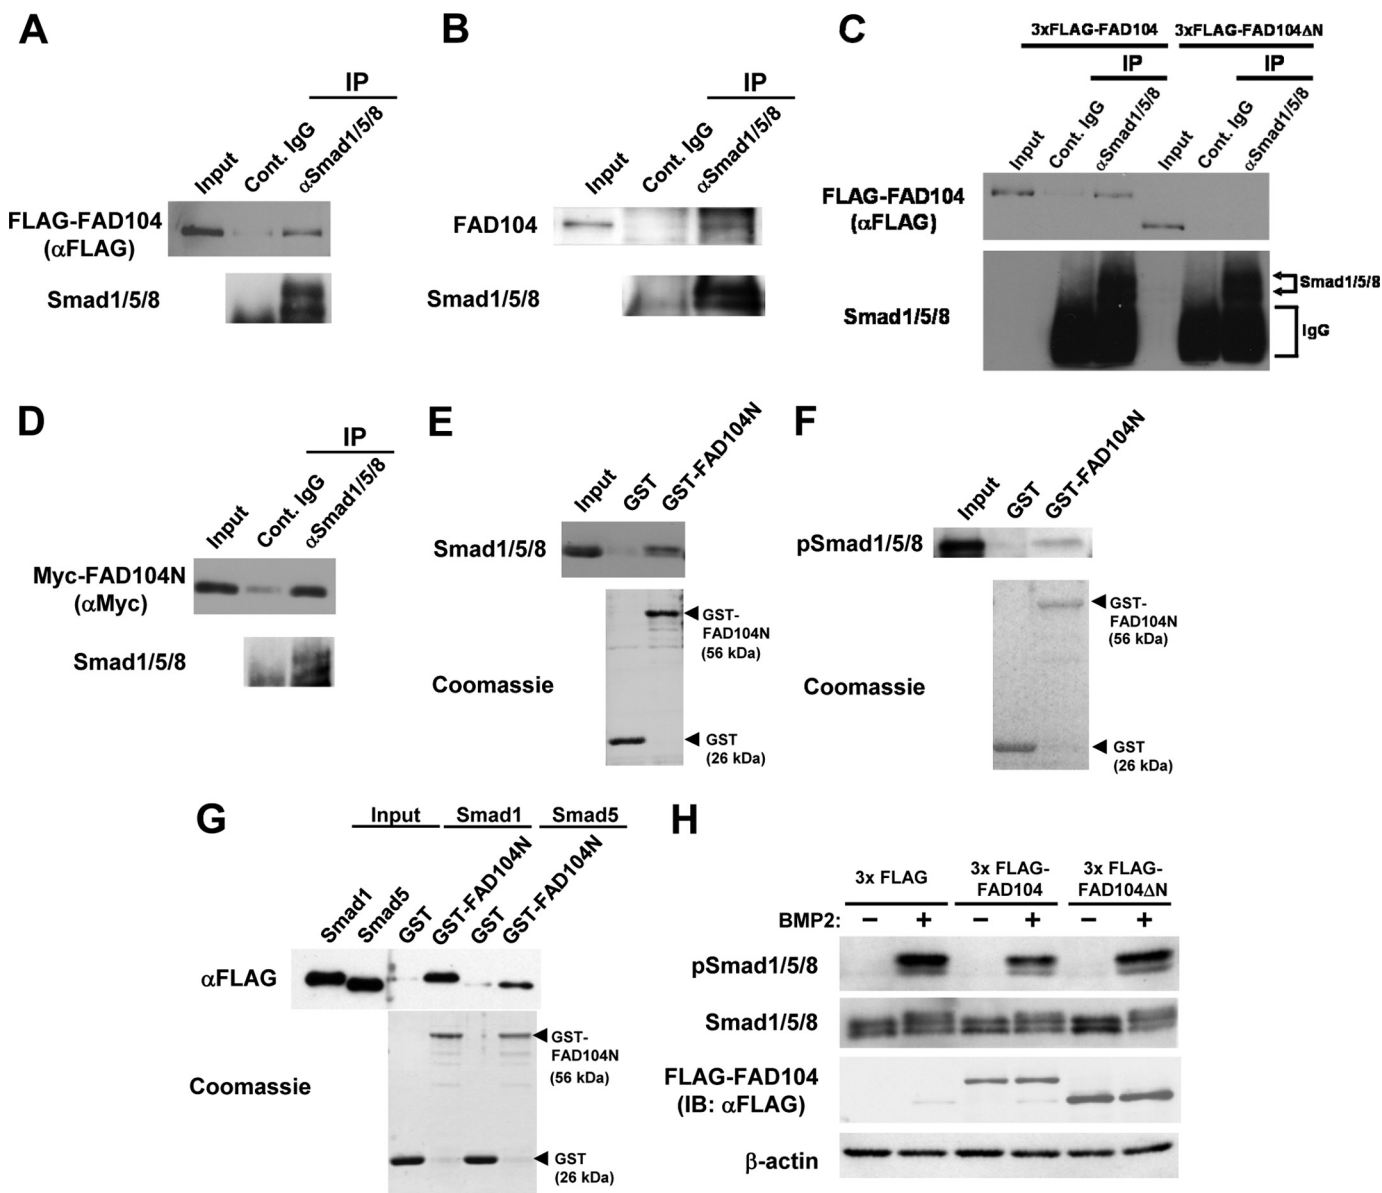 A
IP
Input
Cont. IgG
αSmad1/5/8
FLAG-FAD104
(αFLAG)
Smad1/5/8
B
IP
Input
Cont. IgG
αSmad1/5/8
FAD104
Smad1/5/8
C
3xFLAG-FAD104
3xFLAG-FAD104ΔN
IP
IP
Input
Cont. IgG
αSmad1/5/8
Input
Cont. IgG
αSmad1/5/8
FLAG-FAD104
(αFLAG)
Smad1/5/8
Smad1/5/8
IgG
D
IP
Input
Cont. IgG
αSmad1/5/8
Myc-FAD104N
(αMyc)
Smad1/5/8
E
Input
GST
GST-FAD104N
Smad1/5/8
GST-
FAD104N
(56 kDa)
Coomassie
GST
(26 kDa)
F
Input
GST
GST-FAD104N
pSmad1/5/8
GST-
FAD104N
(56 kDa)
Coomassie
GST
(26 kDa)
G
Input
Smad1
Smad5
Smad1
Smad5
GST
GST-FAD104N
GST
GST-FAD104N
αFLAG
GST-
FAD104N
(56 kDa)
Coomassie
GST
(26 kDa)
H
3x FLAG
3x FLAG-
FAD104
3x FLAG-
FAD104ΔN
BMP2: − + − + − +
pSmad1/5/8
Smad1/5/8
FLAG-FAD104
(IB: αFLAG)
β-actin